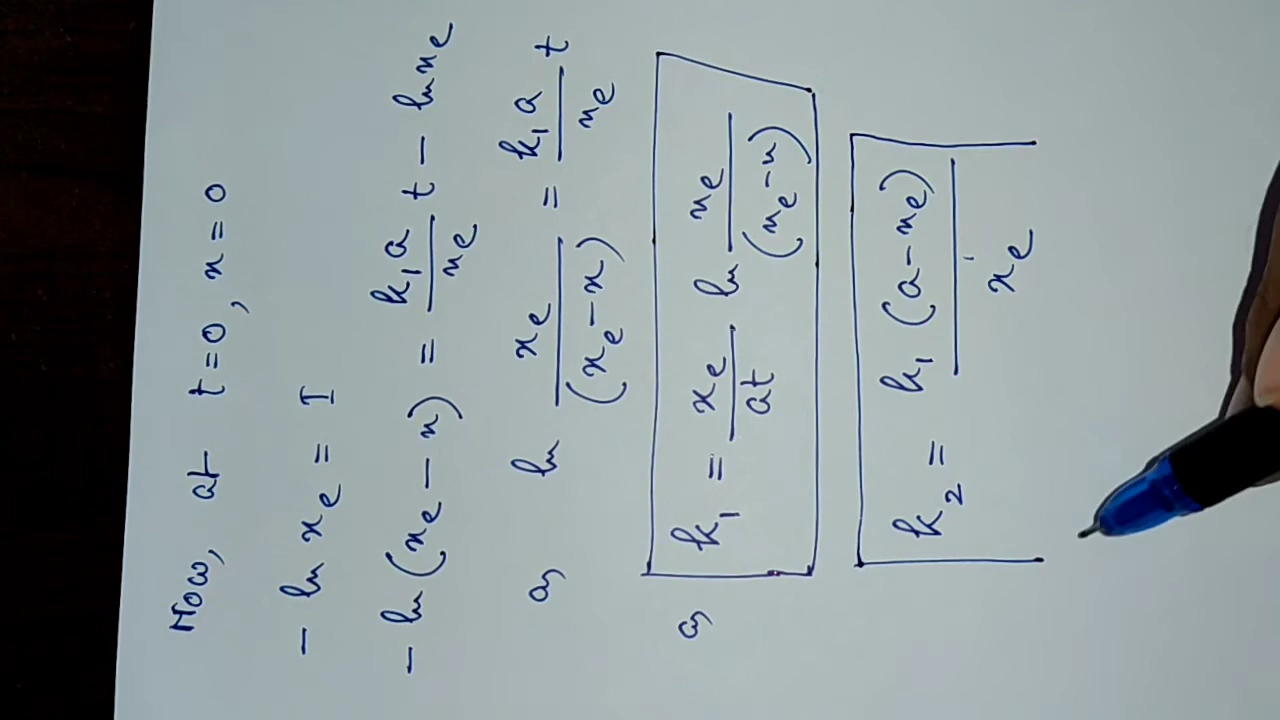 Now, at t=0, x=0
- ln xe = I
- ln (xe - x) = k1a/xe t - ln xe
or, ln xe/(xe - x) = k1a/xe t
or, k1 = xe/at ln xe/(xe - x)
k2 = k1 (a - xe)/xe